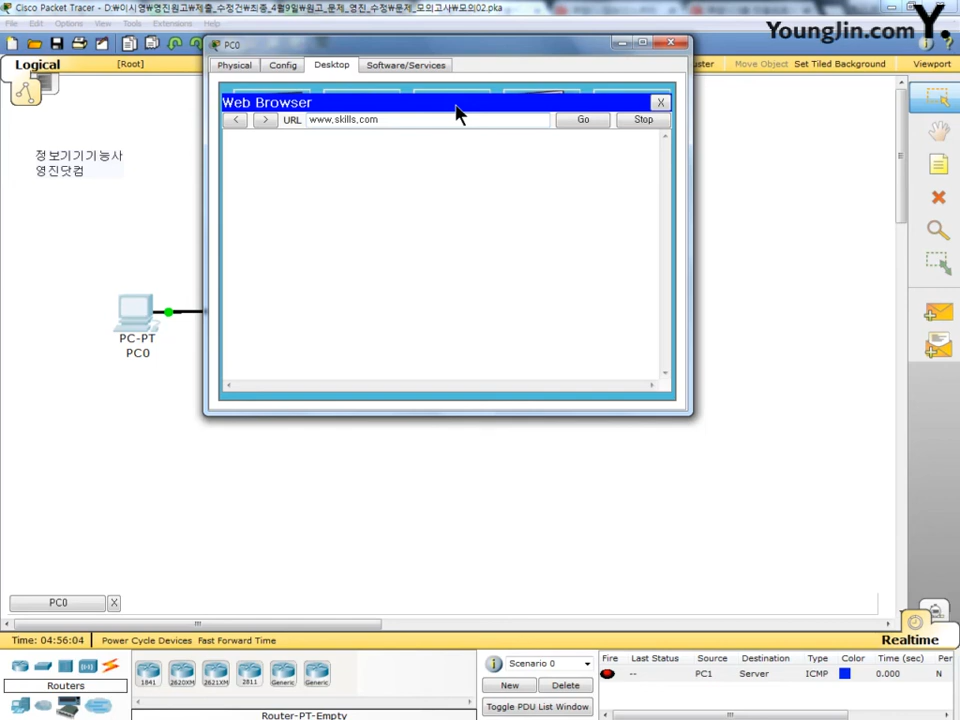 Cisco Packet Tracer - D:\이시영\영진원고\제출_수정건\최종_4월9일\원고_문제_영진_수정\문제_모의고사\모의02.pka
File Edit Options View Tools Extensions Help
YoungJin.com Y.
PC0
Logical [Root] Move Object Set Tiled Background Viewport
Physical Config Desktop Software/Services
Web Browser X
< > URL www.skills.com Go Stop
정보기기기능사
영진닷컴
PC-PT
PC0
PC0 X
Time: 04:56:04 Power Cycle Devices Fast Forward Time Realtime
Routers
1841 2620XM 2621XM 2811 Generic Generic
Router-PT-Empty
Scenario 0
New Delete
Toggle PDU List Window
Fire Last Status Source Destination Type Color Time (sec) Per
-- PC1 Server ICMP 0.000 N